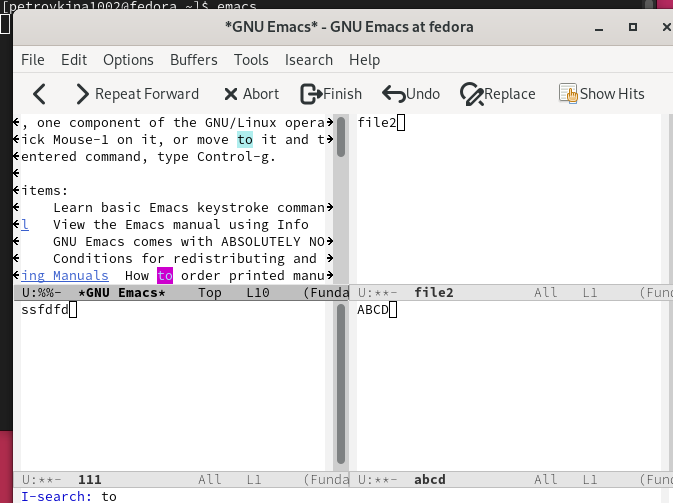 [petrovkina1002@fedora ~]$ emacs
*GNU Emacs* - GNU Emacs at fedora
File Edit Options Buffers Tools Isearch Help
Repeat Forward Abort Finish Undo Replace Show Hits
, one component of the GNU/Linux opera
ick Mouse-1 on it, or move to it and t
entered command, type Control-g.
items:
Learn basic Emacs keystroke comman
l View the Emacs manual using Info
GNU Emacs comes with ABSOLUTELY NO
Conditions for redistributing and
ing Manuals How to order printed manu
U:%%- *GNU Emacs* Top L10 (Funda
file2
U:**- file2 All L1 (Fun
ssfdfd
U:**- 111 All L1 (Funda
ABCD
U:**- abcd All L1 (Fun
I-search: to